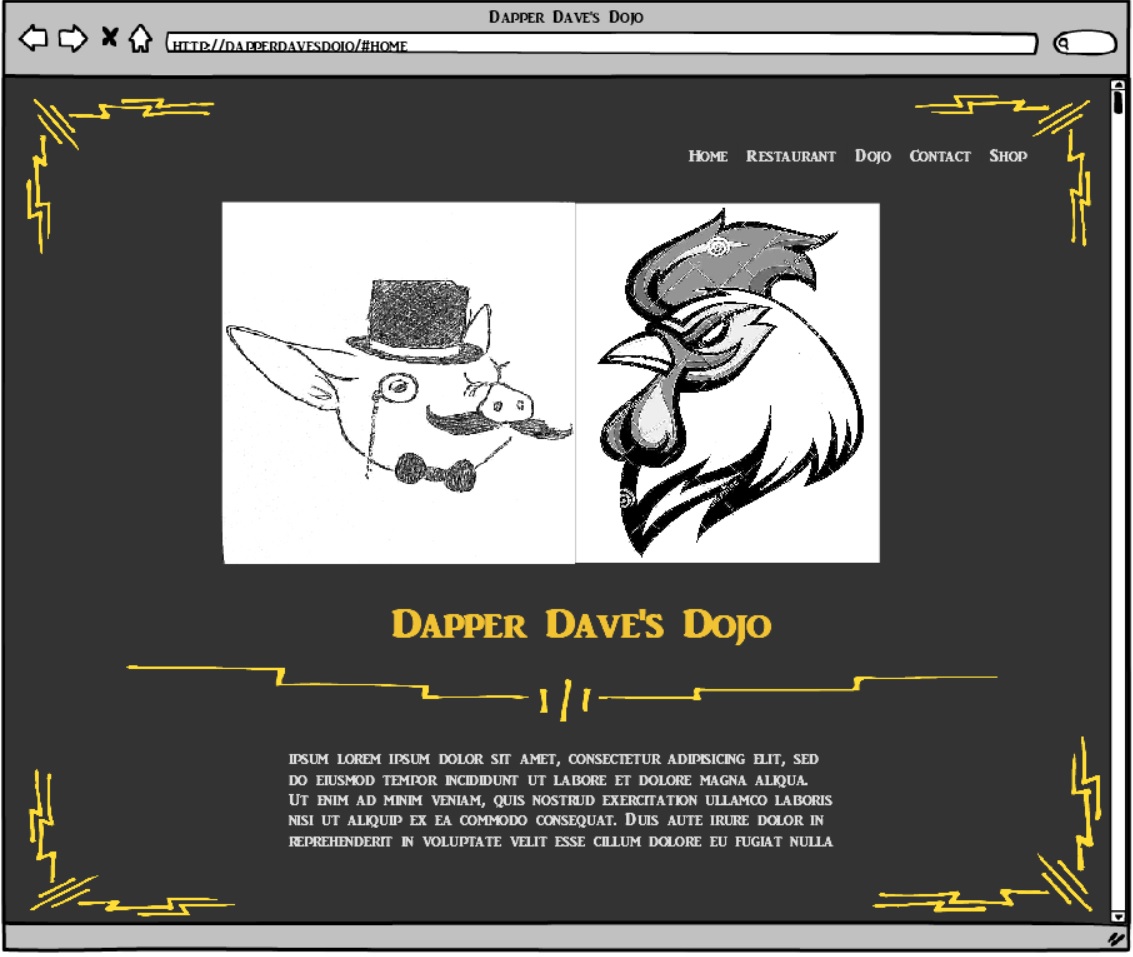 Dapper Dave's Dojo
http://dapperdavesdojo/#home
Home Restaurant Dojo Contact Shop
Dapper Dave's Dojo
ipsum lorem ipsum dolor sit amet, consectetur adipisicing elit, sed
do eiusmod tempor incididunt ut labore et dolore magna aliqua.
Ut enim ad minim veniam, quis nostrud exercitation ullamco laboris
nisi ut aliquip ex ea commodo consequat. Duis aute irure dolor in
reprehenderit in voluptate velit esse cillum dolore eu fugiat nulla